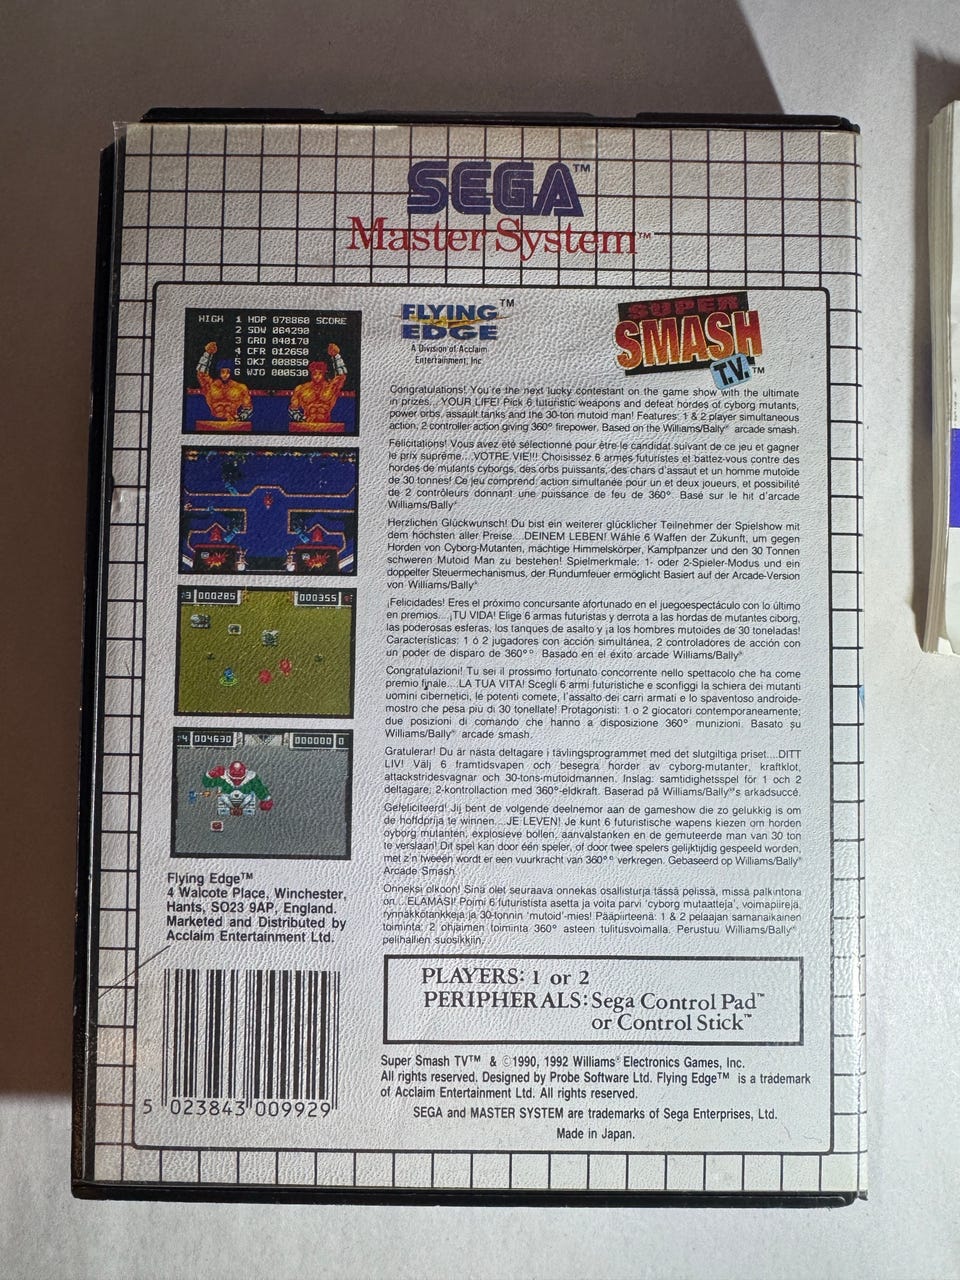 SEGA™
Master System™
HIGH 1 HOP 078860 SCORE
2 SDW 064290
3 GRO 040170
4 CFR 012650
5 DKJ 008850
6 WJO 000530
FLYING™
EDGE
A Division of Acclaim
Entertainment, Inc
SUPER
SMASH
T.V.™
Congratulations! You're the next lucky contestant on the game show with the ultimate
in prizes...YOUR LIFE! Pick 6 futuristic weapons and defeat hordes of cyborg mutants,
power orbs, assault tanks and the 30-ton mutoid man! Features: 1 & 2 player simultaneous
action, 2 controller action giving 360° firepower. Based on the Williams/Bally® arcade smash.
Félicitations! Vous avez été sélectionné pour être le candidat suivant de ce jeu et gagner
le prix suprême...VOTRE VIE!!! Choisissez 6 armes futuristes et battez-vous contre des
hordes de mutants cyborgs, des orbs puissants, des chars d'assaut et un homme mutoide
de 30 tonnes! Ce jeu comprend: action simultanée pour un et deux joueurs, et possibilité
de 2 contrôleurs donnant une puissance de feu de 360°. Basé sur le hit d'arcade
Williams/Bally®
Herzlichen Glückwunsch! Du bist ein weiterer glücklicher Teilnehmer der Spielshow mit
dem höchsten aller Preise...DEINEM LEBEN! Wähle 6 Waffen der Zukunft, um gegen
Horden von Cyborg-Mutanten, mächtige Himmelskörper, Kampfpanzer und den 30 Tonnen
schweren Mutoid Man zu bestehen! Spielmerkmale: 1- oder 2-Spieler-Modus und ein
doppelter Steuermechanismus, der Rundumfeuer ermöglicht Basiert auf der Arcade-Version
von Williams/Bally®
¡Felicidades! Eres el próximo concursante afortunado en el juegoespectáculo con lo último
en premios...¡TU VIDA! Elige 6 armas futuristas y derrota a las hordas de mutantes ciborg,
las poderosas esferas, los tanques de asalto y ¡a los hombres mutoides de 30 toneladas!
Características: 1 ó 2 jugadores con acción simultánea, 2 controladores de acción con
un poder de disparo de 360°°. Basado en el éxito arcade Williams/Bally®
3 000285 000355
Congratulazioni! Tu sei il prossimo fortunato concorrente nello spettacolo che ha come
premio finale....LA TUA VITA! Scegli 6 armi futuristiche e sconfiggi la schiera dei mutanti
uomini cibernetici, le potenti comete, l'assalto dei carri armati e lo spaventoso androide-
mostro che pesa più di 30 tonellate! Protagonisti: 1 o 2 giocatori contemporaneamente;
due posizioni di comando che hanno a disposizione 360° munizioni. Basato su
Williams/Bally® arcade smash.
4 004630 000000 0
Gratulerar! Du är nästa deltagare i tävlingsprogrammet med det slutgiltiga priset....DITT
LIV! Välj 6 framtidsvapen och besegra horder av cyborg-mutanter, kraftklot,
attackstridesvagnar och 30-tons-mutoidmannen. Inslag: samtidighetsspel för 1 och 2
deltagare; 2-kontrollaction med 360°-eldkraft. Baserad på Williams/Bally®'s arkadsuccé.
Gefeliciteerd! Jij bent de volgende deelnemor aan de gameshow die zo gelukkig is om
de hoftdprija te winnen....JE LEVEN! Je kunt 6 futuristische wapens kiezen om horden
oyborg mutanten, explosieve bollen, aanvalstanken en de gemuteerde man van 30 ton
te verslaan! Dit spel kan door één speler, of door twee spelers gelijktijdig gespeeld worden,
met z'n tweeën wordt er een vuurkracht van 360°° verkregen. Gebaseerd op Williams/Bally®
Arcade Smash.
Onneksi olkoon! Sinä olet seuraava onnekas osallisturja tässä pelissä, missä palkintona
on....ELÄMÄSI! Poimi 6 futuristista asetta ja voita parvi 'cyborg mutaatteja', voimapiirejä,
rynnäkkötankkeja ja 30-tonnin 'mutoid'-mies! Pääpiirteenä: 1 & 2 pelaajan samanaikainen
toiminta; 2 ohjaimen toiminta 360° asteen tulitusvoimalla. Perustuu Williams/Bally®
pelihallien suosikkiin.
Flying Edge™
4 Walcote Place, Winchester,
Hants, SO23 9AP, England.
Marketed and Distributed by
Acclaim Entertainment Ltd.
PLAYERS: 1 or 2
PERIPHERALS: Sega Control Pad™
or Control Stick™
5 023843 009929
Super Smash TV™ & ©1990, 1992 Williams® Electronics Games, Inc.
All rights reserved. Designed by Probe Software Ltd. Flying Edge™ is a trademark
of Acclaim Entertainment Ltd. All rights reserved.
SEGA and MASTER SYSTEM are trademarks of Sega Enterprises, Ltd.
Made in Japan.